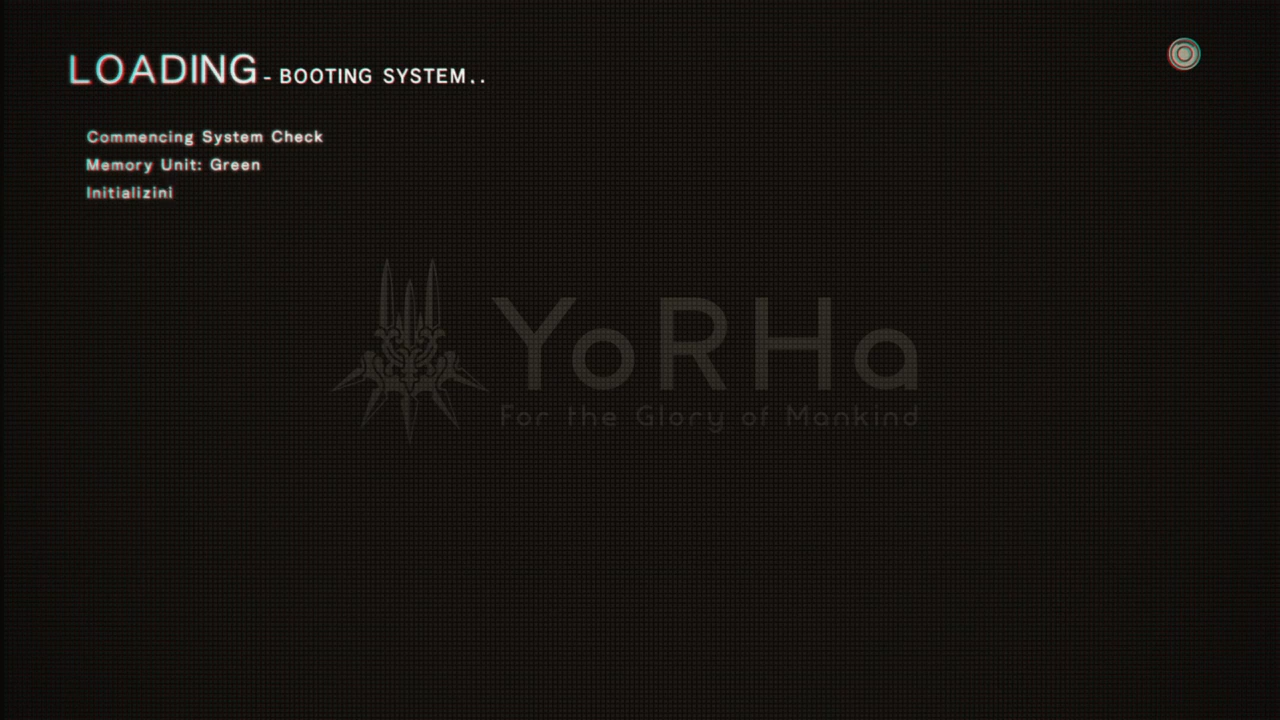 LOADING - BOOTING SYSTEM..
Commencing System Check
Memory Unit: Green
Initializini
YoRHa
For the Glory of Mankind